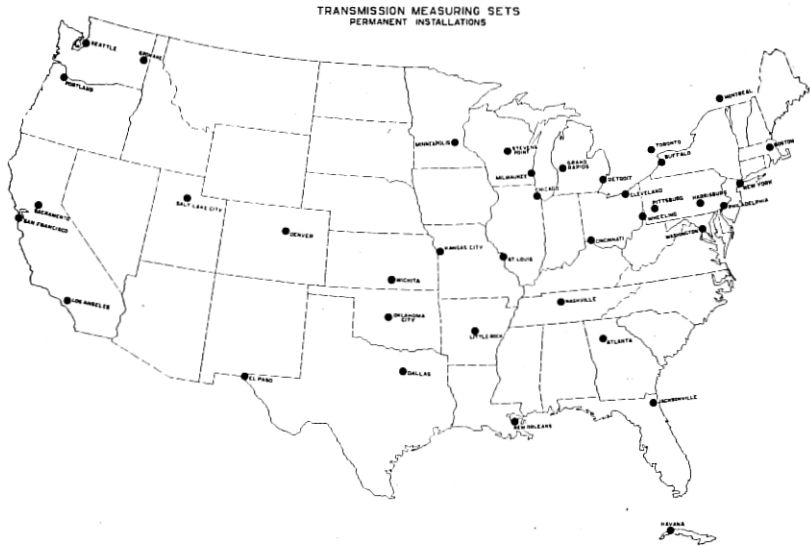 TRANSMISSION MEASURING SETS
PERMANENT INSTALLATIONS
SEATTLE
SPOKANE
PORTLAND
MONTREAL
MINNEAPOLIS
STEVENS
POINT
TORONTO
BUFFALO
BOSTON
GRAND
RAPIDS
MILWAUKEE
DETROIT
CHICAGO
CLEVELAND
NEW YORK
PITTSBURG
HARRISBURG
PHILADELPHIA
SALT LAKE CITY
SACRAMENTO
SAN FRANCISCO
WHEELING
DENVER
WASHINGTON
CINCINNATI
KANSAS CITY
ST LOUIS
WICHITA
LOS ANGELES
NASHVILLE
OKLAHOMA
CITY
LITTLE ROCK
ATLANTA
EL PASO
DALLAS
JACKSONVILLE
NEW ORLEANS
HAVANA